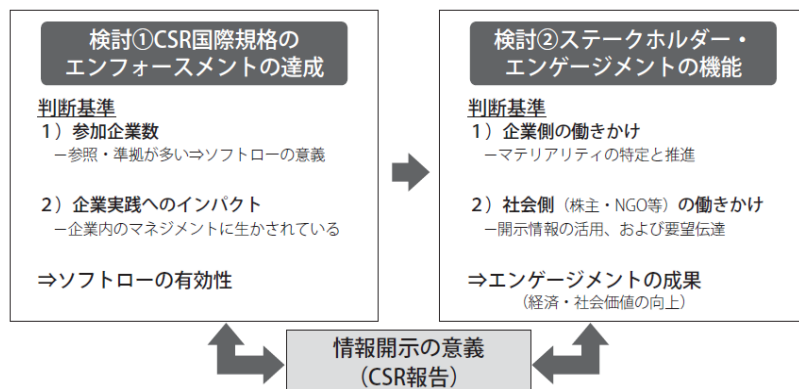 検討①CSR国際規格の
エンフォースメントの達成
判断基準
1）参加企業数
－参照・準拠が多い⇒ソフトローの意義
2）企業実践へのインパクト
－企業内のマネジメントに生かされている
⇒ソフトローの有効性
検討②ステークホルダー・
エンゲージメントの機能
判断基準
1）企業側の働きかけ
－マテリアリティの特定と推進
2）社会側（株主・NGO等）の働きかけ
－開示情報の活用、および要望伝達
⇒エンゲージメントの成果
（経済・社会価値の向上）
情報開示の意義
（CSR報告）